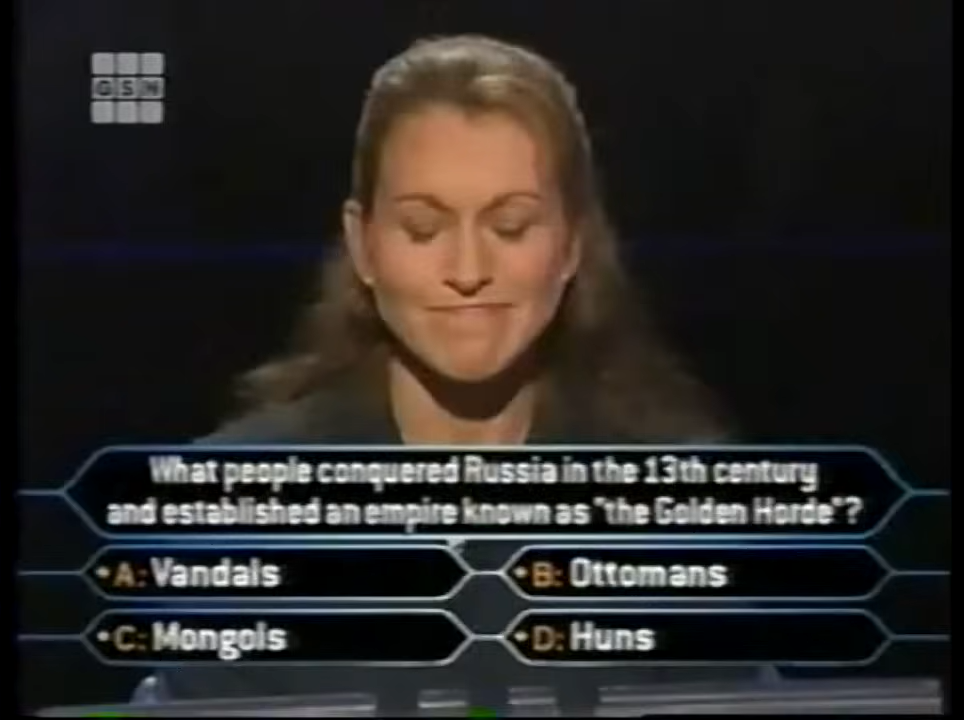 GSN
What people conquered Russia in the 13th century
and established an empire known as "the Golden Horde"?
A: Vandals
B: Ottomans
C: Mongols
D: Huns